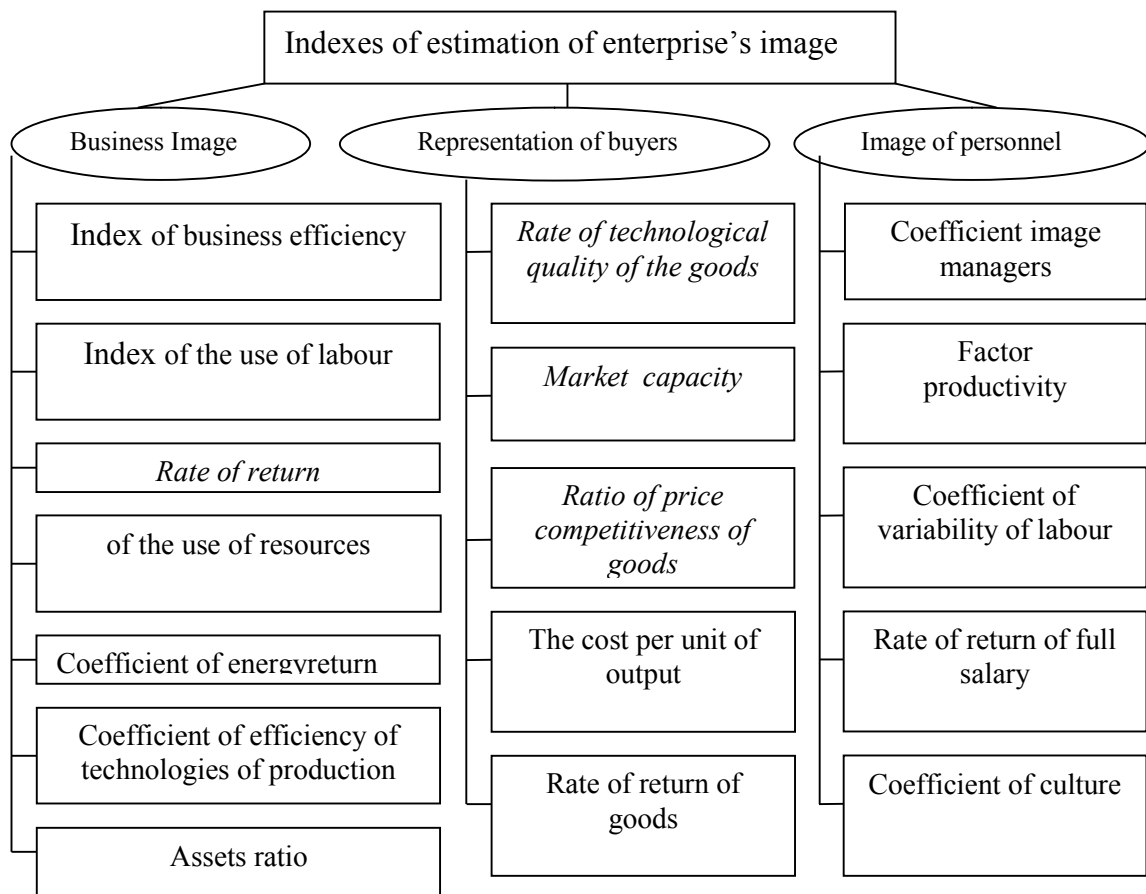 Indexes of estimation of enterprise’s image
Business Image
Index of business efficiency
Index of the use of labour
Rate of return
of the use of resources
Coefficient of energyreturn
Coefficient of efficiency of
technologies of production
Assets ratio
Representation of buyers
Rate of technological
quality of the goods
Market capacity
Ratio of price
competitiveness of
goods
The cost per unit of
output
Rate of return of
goods
Image of personnel
Coefficient image
managers
Factor
productivity
Coefficient of
variability of labour
Rate of return of full
salary
Coefficient of culture